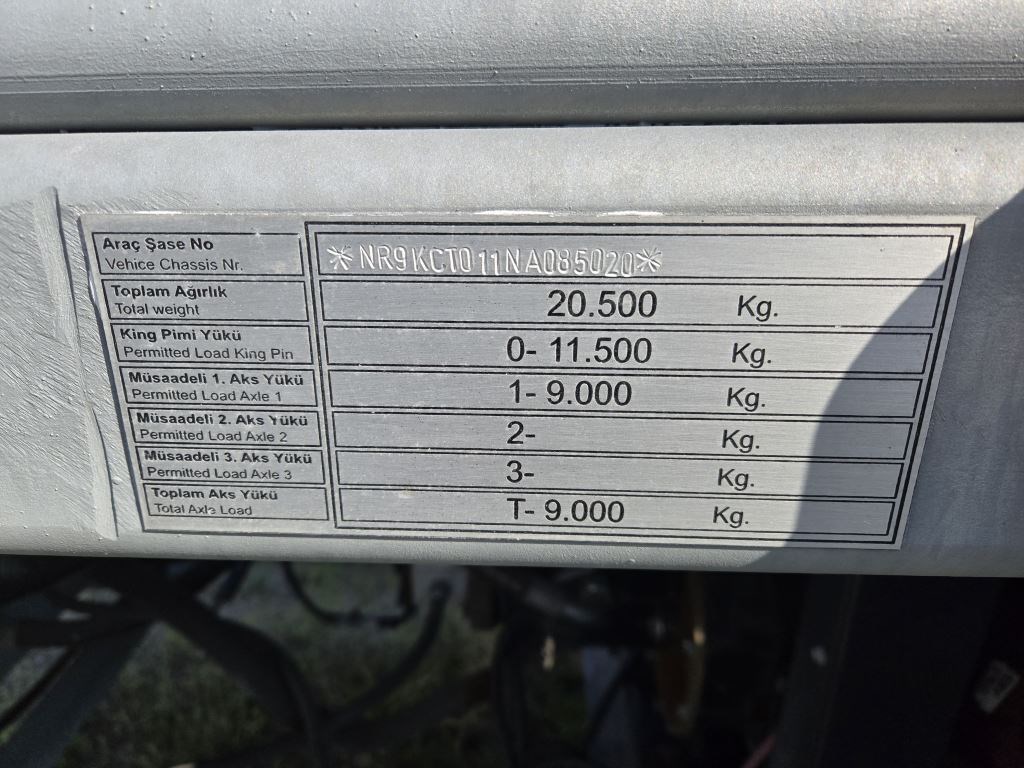 Araç Şase No
Vehice Chassis Nr.
*NR9KCT011NA085020*
Toplam Ağırlık
Total weight
20.500 Kg.
King Pimi Yükü
Permitted Load King Pin
0- 11.500 Kg.
Müsaadeli 1. Aks Yükü
Permitted Load Axle 1
1- 9.000 Kg.
Müsaadeli 2. Aks Yükü
Permitted Load Axle 2
2- Kg.
Müsaadeli 3. Aks Yükü
Permitted Load Axle 3
3- Kg.
Toplam Aks Yükü
Total Axle Load
T- 9.000 Kg.